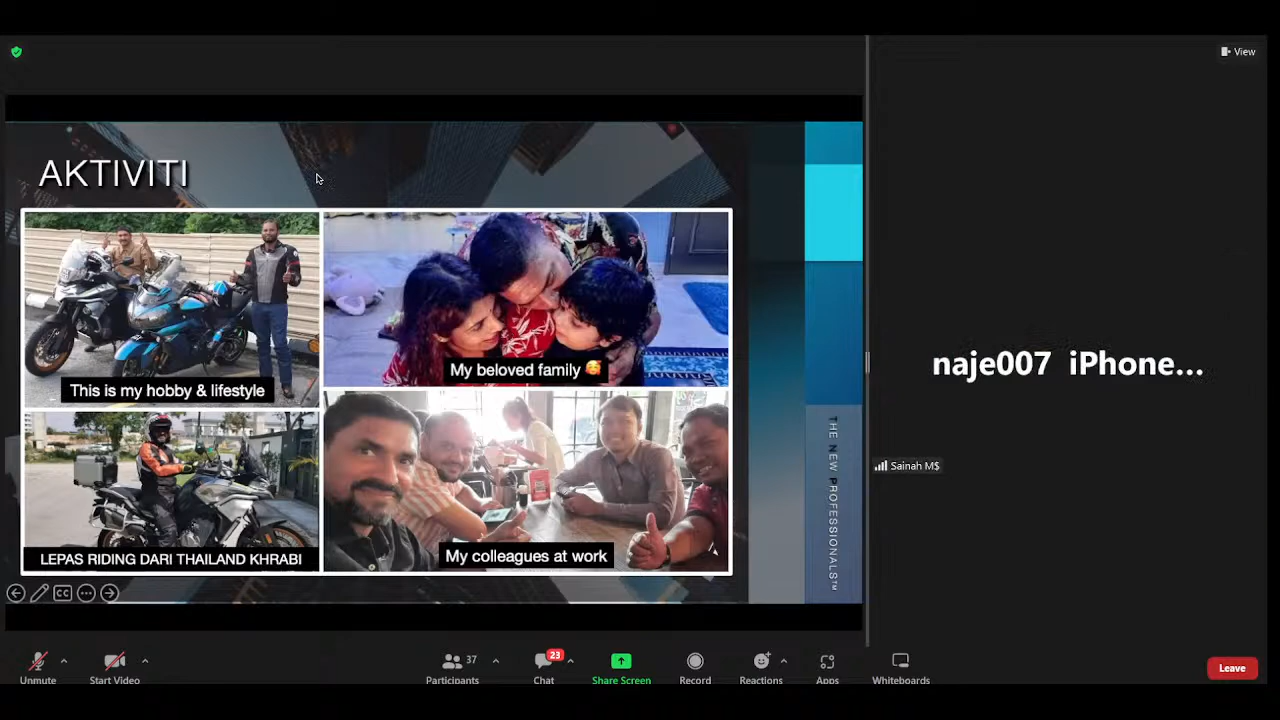 View
AKTIVITI
This is my hobby & lifestyle
My beloved family 🥰
LEPAS RIDING DARI THAILAND KHRABI
My colleagues at work
THE NEW PROFESSIONALS™
naje007 iPhone...
Sainah M$
CC
Unmute
Start Video
37
Participants
23
Chat
Share Screen
Record
Reactions
Apps
Whiteboards
Leave